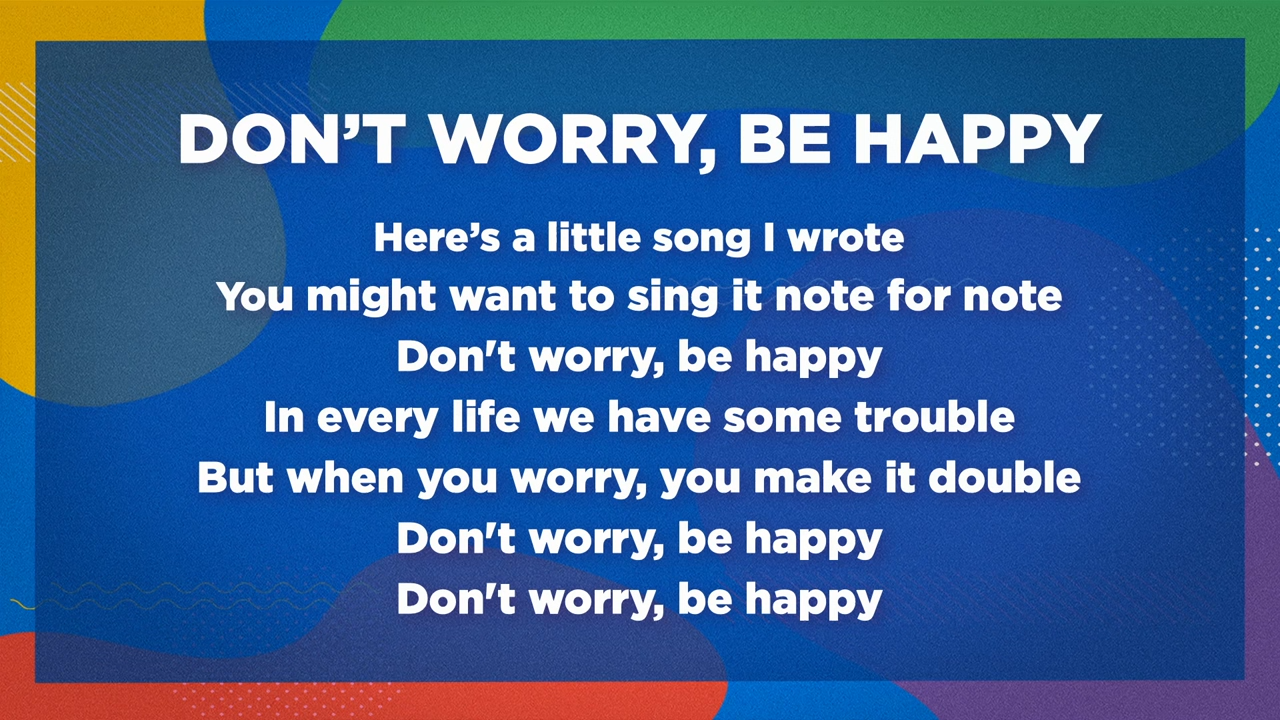 DON’T WORRY, BE HAPPY
Here’s a little song I wrote
You might want to sing it note for note
Don't worry, be happy
In every life we have some trouble
But when you worry, you make it double
Don't worry, be happy
Don't worry, be happy